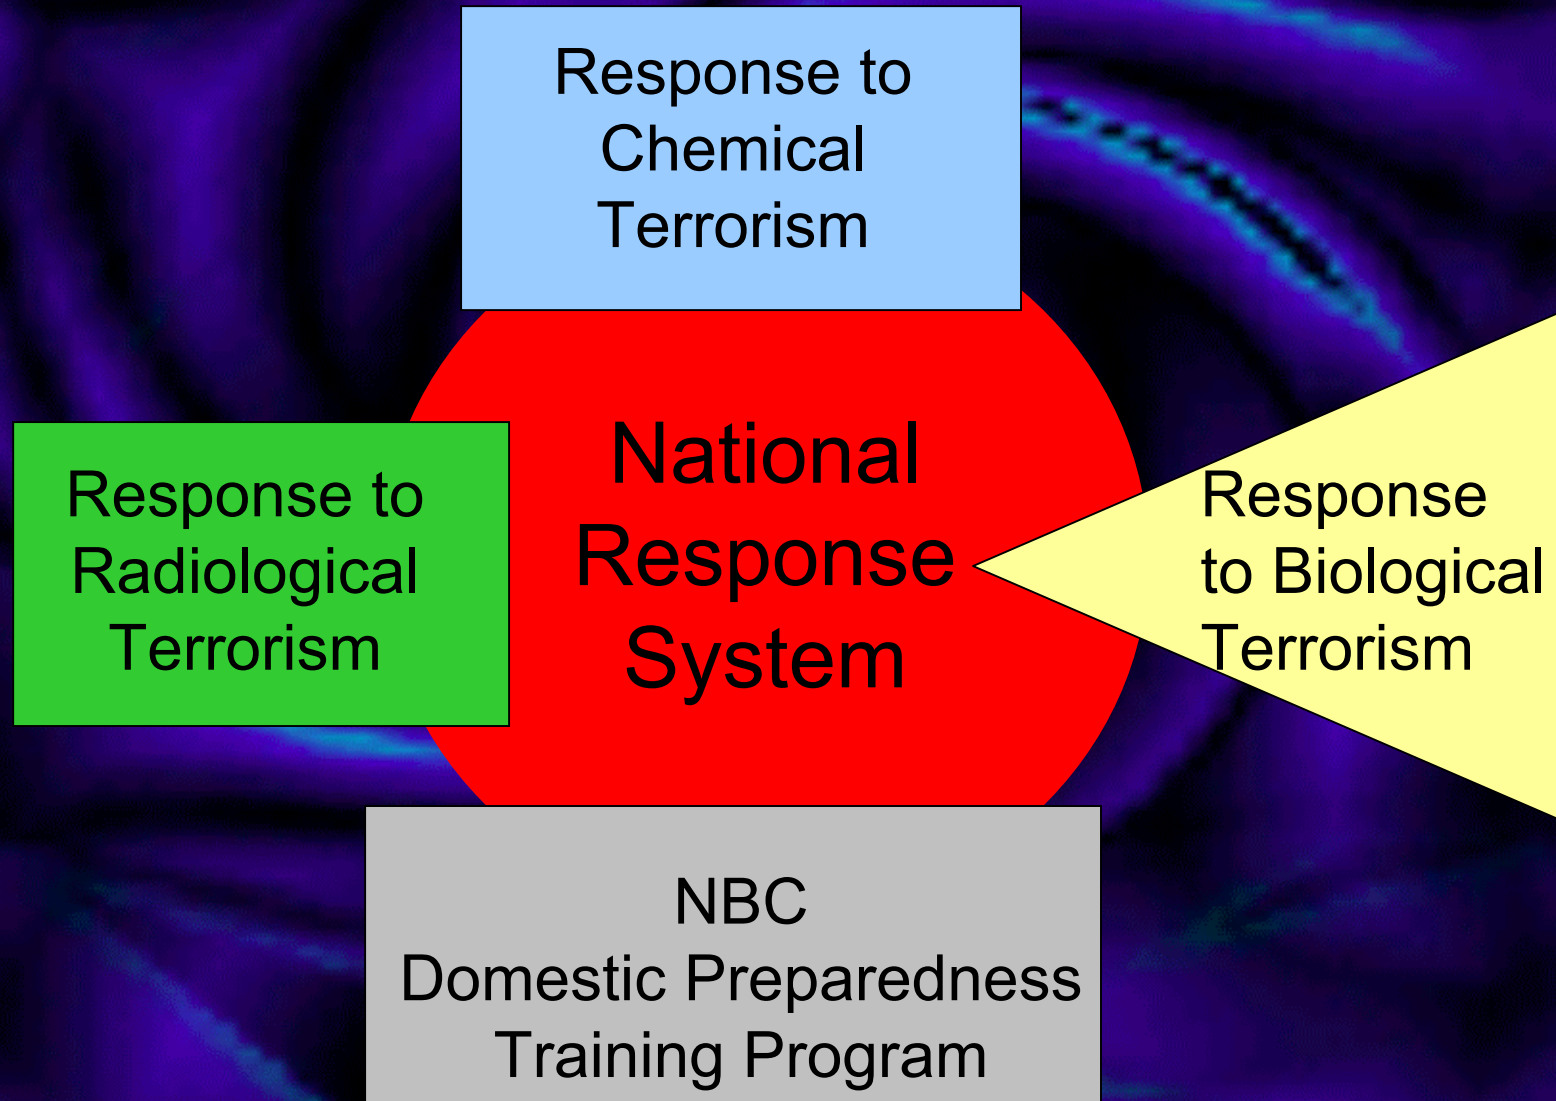 Response to
Chemical
Terrorism
National
Response
System
Response to
Radiological
Terrorism
Response
to Biological
Terrorism
NBC
Domestic Preparedness
Training Program